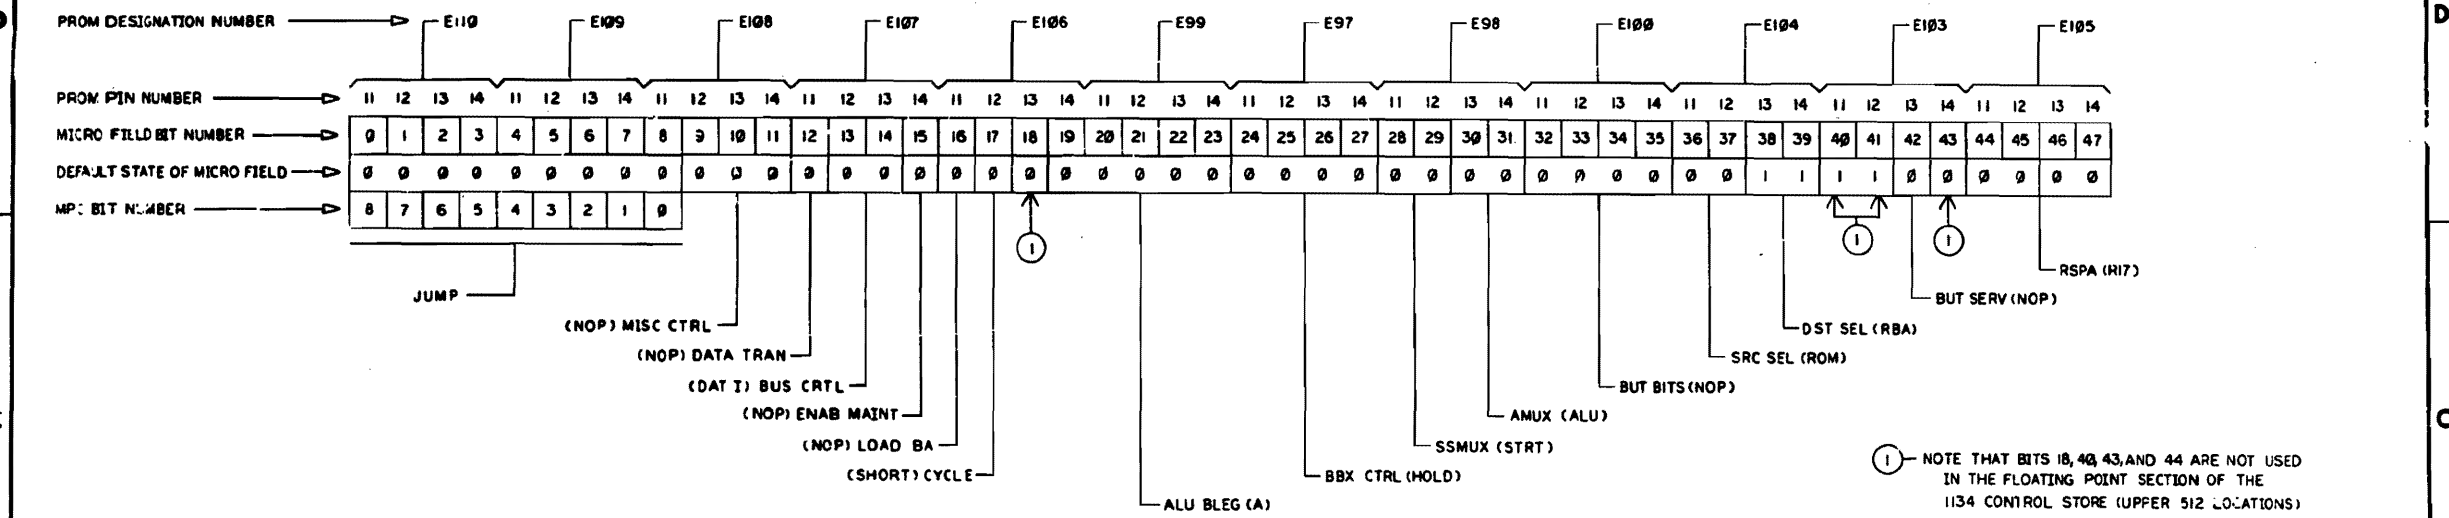 D
PROM DESIGNATION NUMBER E110 E109 E108 E107 E106 E99 E97 E98 E100 E104 E103 E105
PROM PIN NUMBER 11 12 13 14 11 12 13 14 11 12 13 14 11 12 13 14 11 12 13 14 11 12 13 14 11 12 13 14 11 12 13 14 11 12 13 14 11 12 13 14 11 12 13 14 11 12 13 14
MICRO FIELD BIT NUMBER 0 1 2 3 4 5 6 7 8 9 10 11 12 13 14 15 16 17 18 19 20 21 22 23 24 25 26 27 28 29 30 31 32 33 34 35 36 37 38 39 40 41 42 43 44 45 46 47
DEFAULT STATE OF MICRO FIELD 0 0 0 0 0 0 0 0 0 0 0 0 0 0 0 0 0 0 0 0 0 0 0 0 0 0 0 0 0 0 0 0 0 0 0 0 0 0 1 1 1 1 0 0 0 0 0 0
MPC BIT NUMBER 8 7 6 5 4 3 2 1 0
1 1 1
RSPA (R17)
JUMP
BUT SERV (NOP)
(NOP) MISC CTRL
DST SEL (RBA)
(NOP) DATA TRAN
SRC SEL (ROM)
(DAT I) BUS CRTL
BUT BITS (NOP)
(NOP) ENAB MAINT
AMUX (ALU)
C
(NOP) LOAD BA
SSMUX (STRT)
(SHORT) CYCLE
BBX CTRL (HOLD)
ALU BLEG (A)
1 NOTE THAT BITS 18, 40, 43, AND 44 ARE NOT USED
IN THE FLOATING POINT SECTION OF THE
1134 CONTROL STORE (UPPER 512 LOCATIONS)